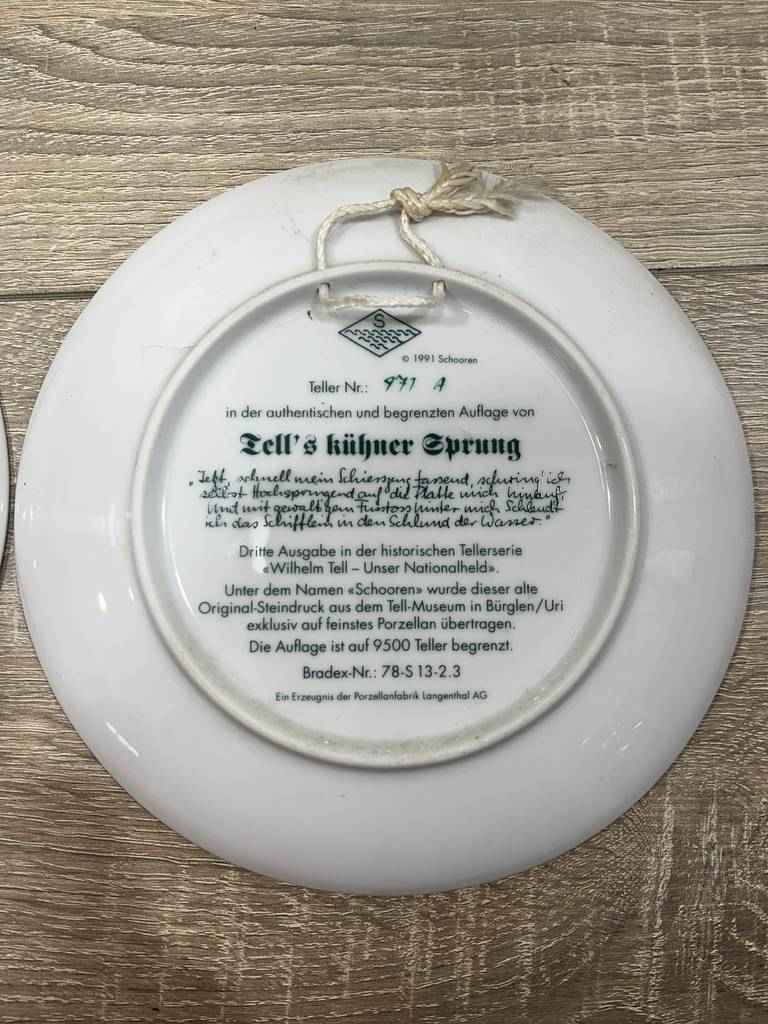 S
© 1991 Schooren
Teller Nr.: 971 A
in der authentischen und begrenzten Auflage von
Tell's kühner Sprung
„Jetzt, schnell mein Schiesszeug fassend, schwing' ich
selbst Hochspringend auf die Platte mich hinauf,
Und mit gewalt'gem Fusstoss hinter mich Schleudr'
ich das Schifflein in den Schlund der Wasser."
Dritte Ausgabe in der historischen Tellerserie
«Wilhelm Tell – Unser Nationalheld».
Unter dem Namen «Schooren» wurde dieser alte
Original-Steindruck aus dem Tell-Museum in Bürglen/Uri
exklusiv auf feinstes Porzellan übertragen.
Die Auflage ist auf 9500 Teller begrenzt.
Bradex-Nr.: 78-S 13-2.3
Ein Erzeugnis der Porzellanfabrik Langenthal AG